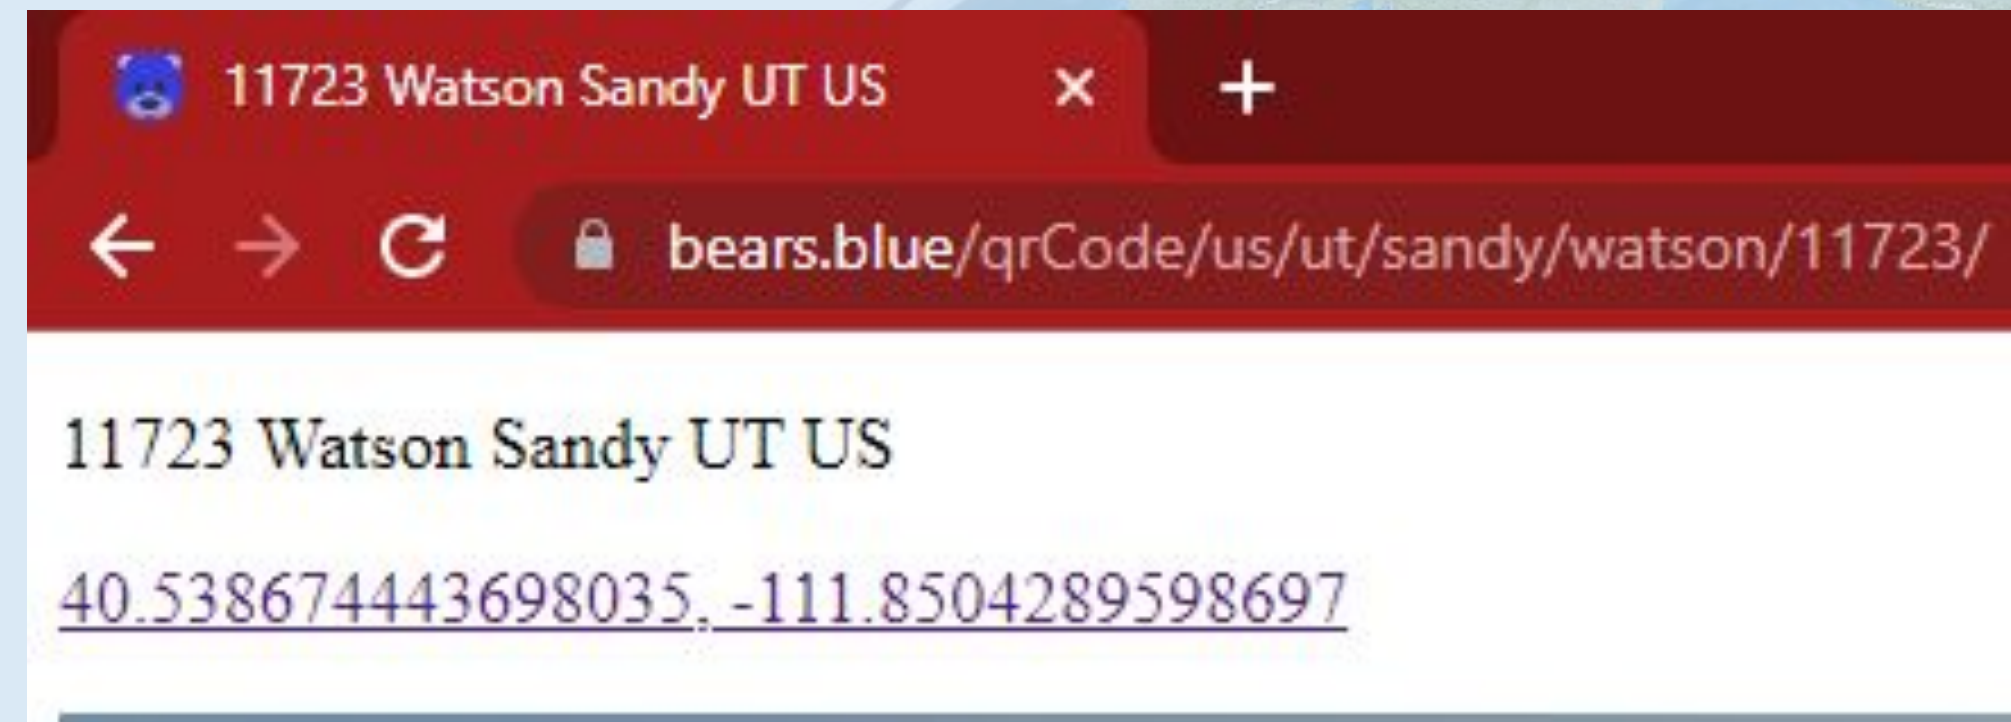 11723 Watson Sandy UT US
bears.blue/qrCode/us/ut/sandy/watson/11723/
11723 Watson Sandy UT US
40.538674443698035, -111.8504289598697